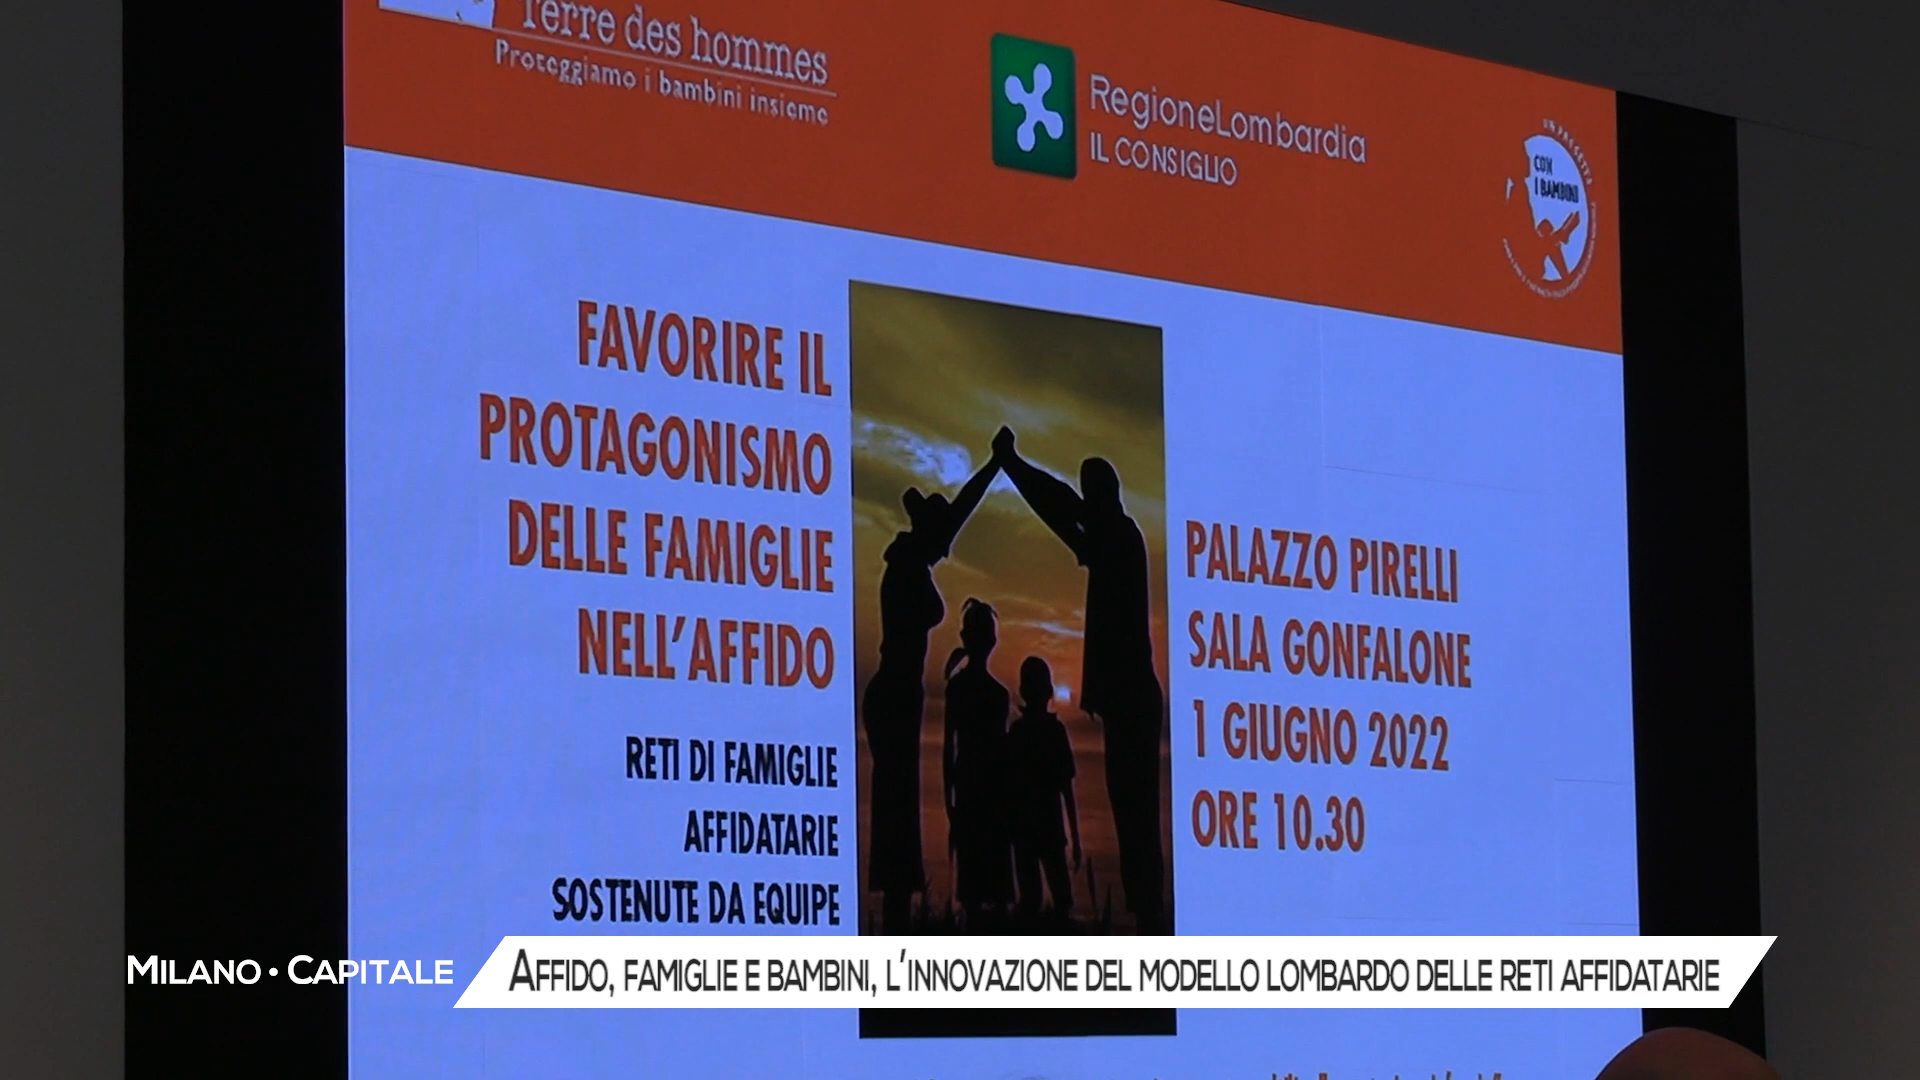 Terre des hommes
Proteggiamo i bambini insieme
RegioneLombardia
IL CONSIGLIO
CON
I BAMBINI
FAVORIRE IL
PROTAGONISMO
DELLE FAMIGLIE
NELL'AFFIDO
RETI DI FAMIGLIE
AFFIDATARIE
SOSTENUTE DA EQUIPE
PALAZZO PIRELLI
SALA GONFALONE
1 GIUGNO 2022
ORE 10.30
MILANO • CAPITALE
AFFIDO, FAMIGLIE E BAMBINI, L'INNOVAZIONE DEL MODELLO LOMBARDO DELLE RETI AFFIDATARIE